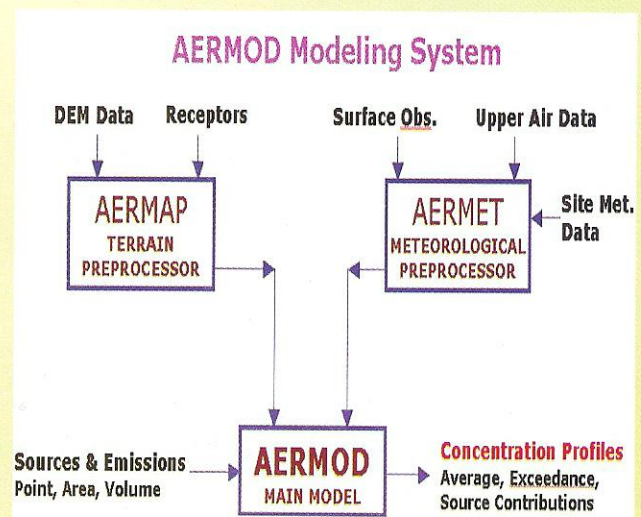 AERMOD Modeling System
DEM Data
Receptors
Surface Obs.
Upper Air Data
AERMAP
TERRAIN
PREPROCESSOR
AERMET
METEOROLOGICAL
PREPROCESSOR
Site Met.
Data
Sources & Emissions
Point, Area, Volume
AERMOD
MAIN MODEL
Concentration Profiles
Average, Exceedance,
Source Contributions